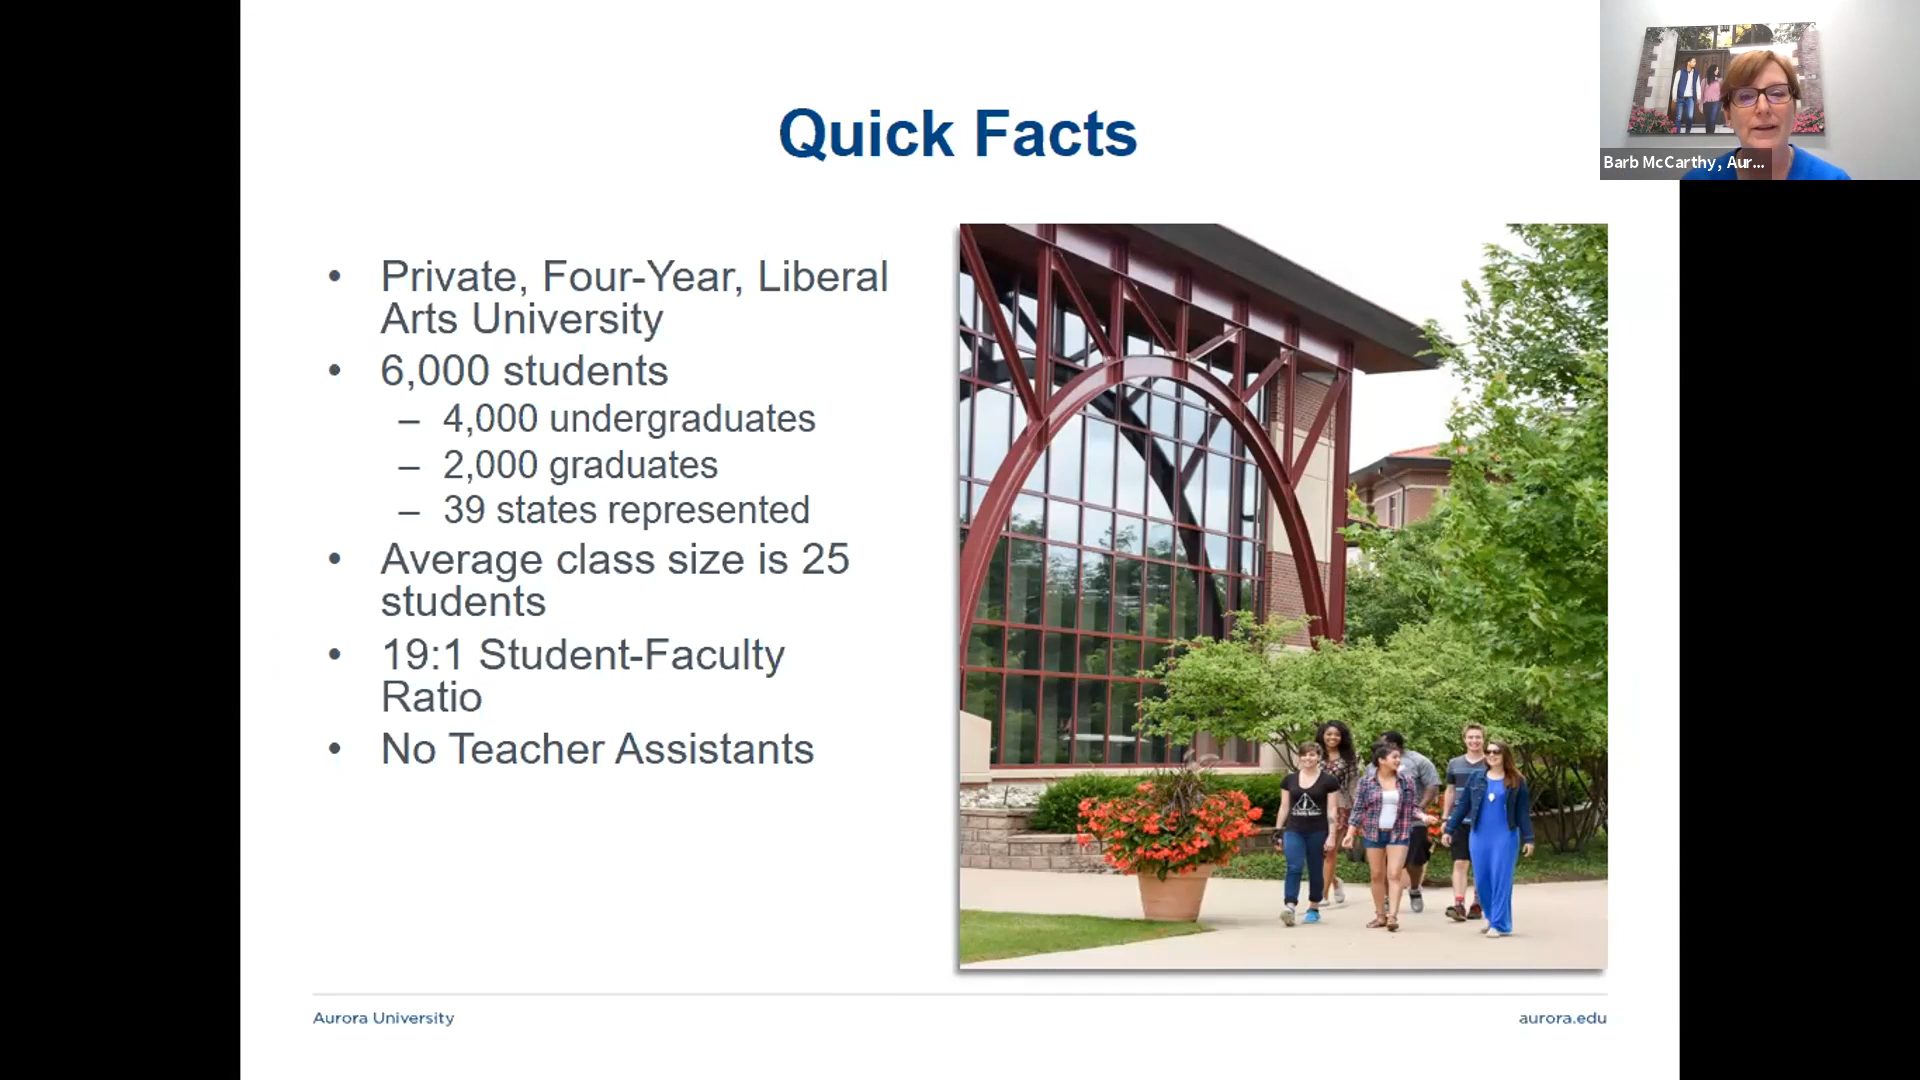 Quick Facts
Barb McCarthy, Aur...
• Private, Four-Year, Liberal
Arts University
• 6,000 students
– 4,000 undergraduates
– 2,000 graduates
– 39 states represented
• Average class size is 25
students
• 19:1 Student-Faculty
Ratio
• No Teacher Assistants
Aurora University
aurora.edu